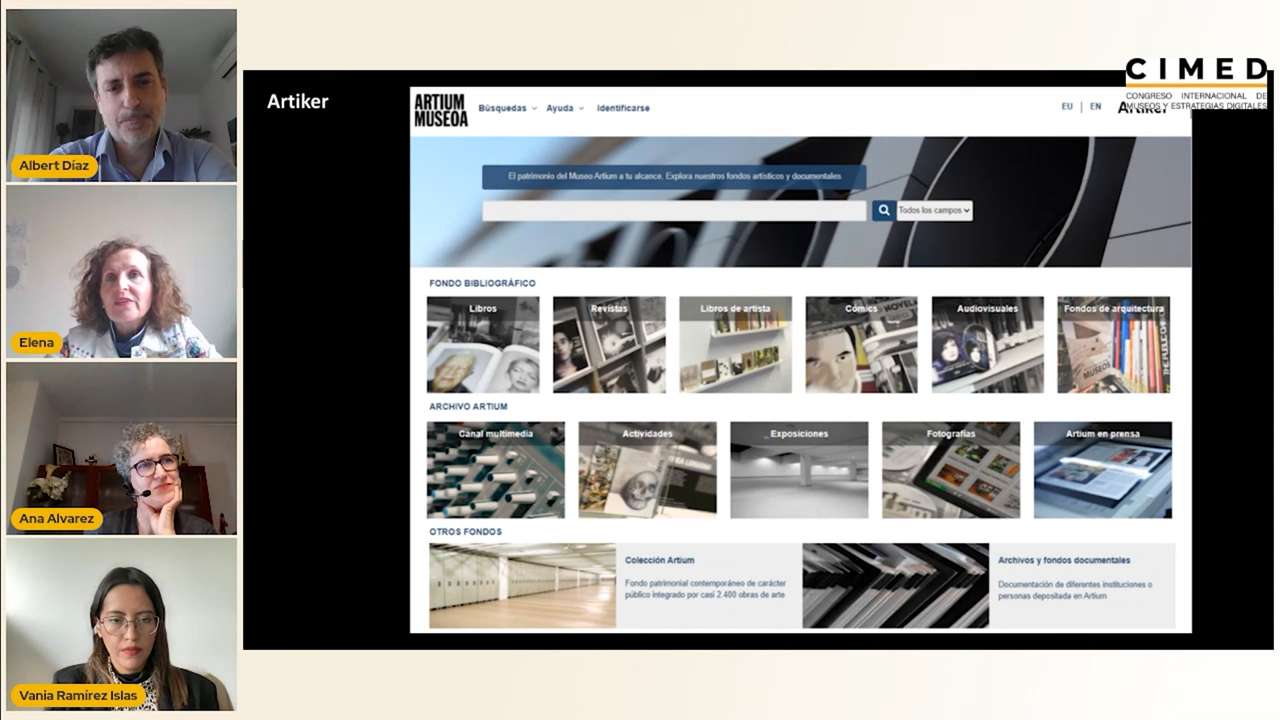 Albert Díaz
Elena
Ana Alvarez
Vania Ramírez Islas
CIMED
CONGRESO INTERNACIONAL DE
MUSEOS Y ESTRATEGIAS DIGITALES
Artiker
ARTIUM
MUSEOA
Búsquedas
Ayuda
Identificarse
EU | EN
Artiker
El patrimonio del Museo Artium a tu alcance. Explora nuestros fondos artísticos y documentales
Todos los campos
FONDO BIBLIOGRÁFICO
Libros
Revistas
Libros de artista
Cómics
Audiovisuales
Fondos de arquitectura
ARCHIVO ARTIUM
Canal multimedia
Actividades
Exposiciones
Fotografías
Artium en prensa
OTROS FONDOS
Colección Artium
Fondo patrimonial contemporáneo de carácter
público integrado por casi 2.400 obras de arte
Archivos y fondos documentales
Documentación de diferentes instituciones o
personas depositada en Artium